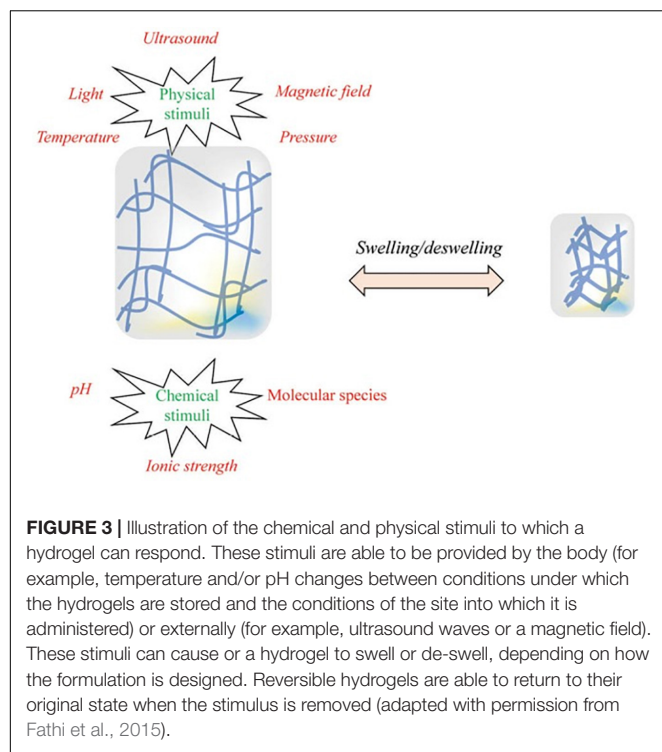 Ultrasound
Light
Physical
stimuli
Magnetic field
Temperature
Pressure
Swelling/deswelling
pH
Chemical
stimuli
Molecular species
Ionic strength
FIGURE 3 | Illustration of the chemical and physical stimuli to which a
hydrogel can respond. These stimuli are able to be provided by the body (for
example, temperature and/or pH changes between conditions under which
the hydrogels are stored and the conditions of the site into which it is
administered) or externally (for example, ultrasound waves or a magnetic field).
These stimuli can cause or a hydrogel to swell or de-swell, depending on how
the formulation is designed. Reversible hydrogels are able to return to their
original state when the stimulus is removed (adapted with permission from
Fathi et al., 2015).